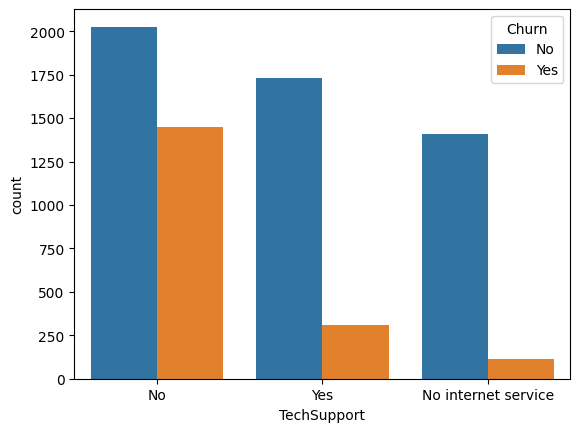 Churn
No
Yes
2000
1750
1500
1250
1000
750
500
250
0
count
No
Yes
No internet service
TechSupport